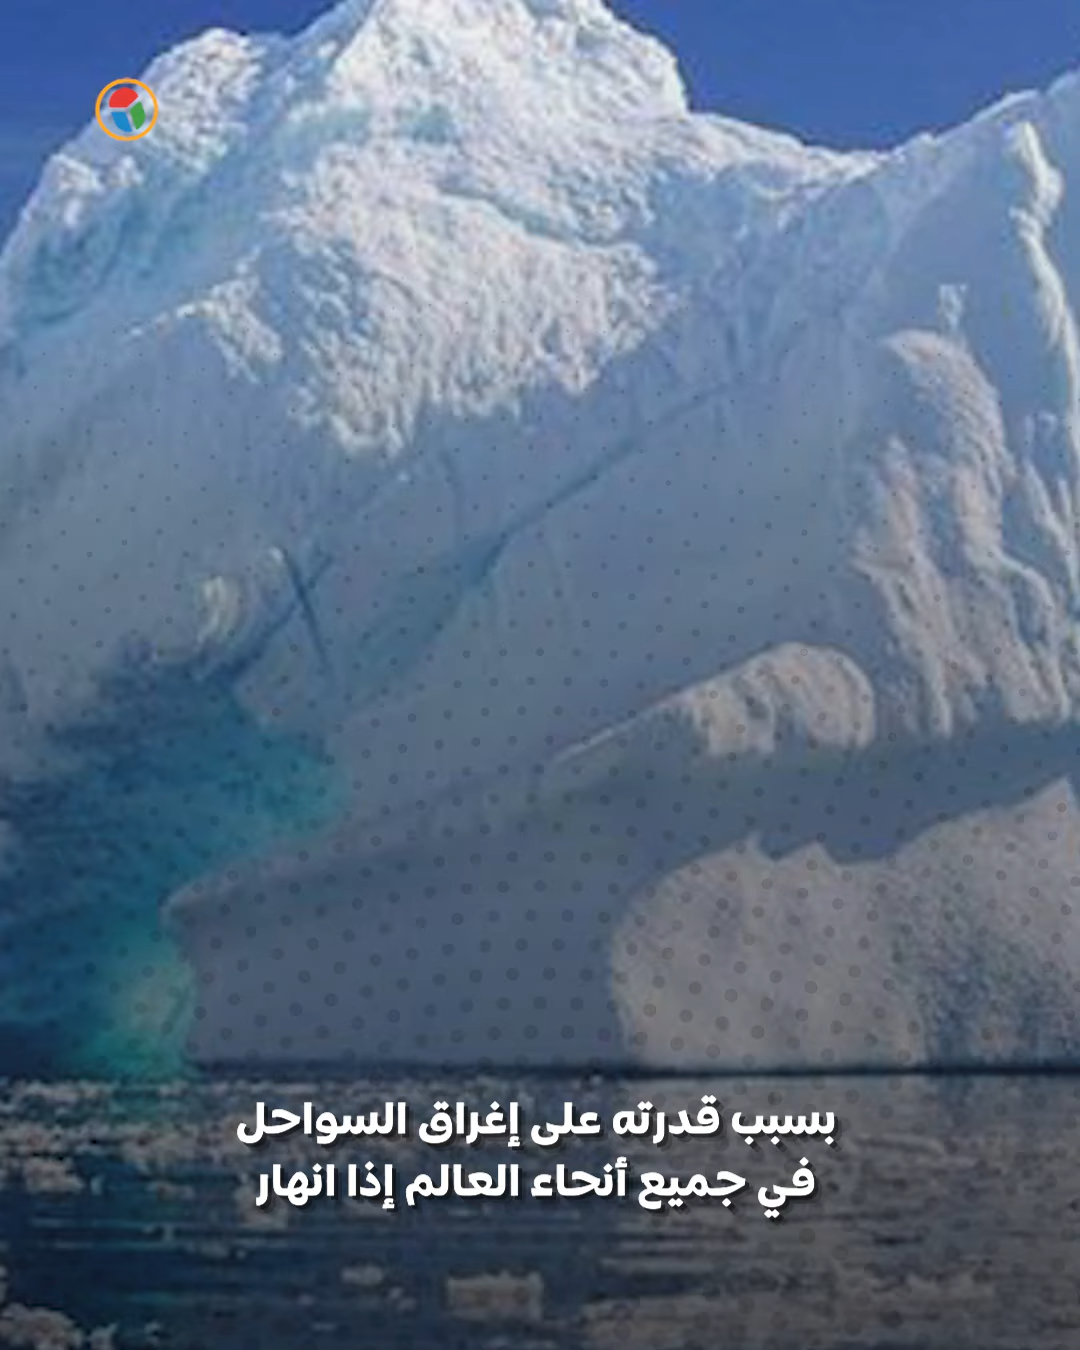 بسبب قدرته على إغراق السواحل
في جميع أنحاء العالم إذا انهار